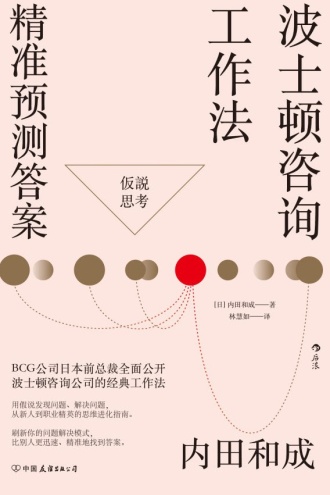 波士顿咨询
工作法
精准预测答案
仮説
思考
[日] 内田和成——著
林慧如——译
后浪
BCG公司日本前总裁全面公开
波士顿咨询公司的经典工作法
用假说发现问题、解决问题,
从新人到职业精英的思维进化指南。
刷新你的问题解决模式,
比别人更迅速、精准地找到答案。
中国友谊出版公司
内田和成